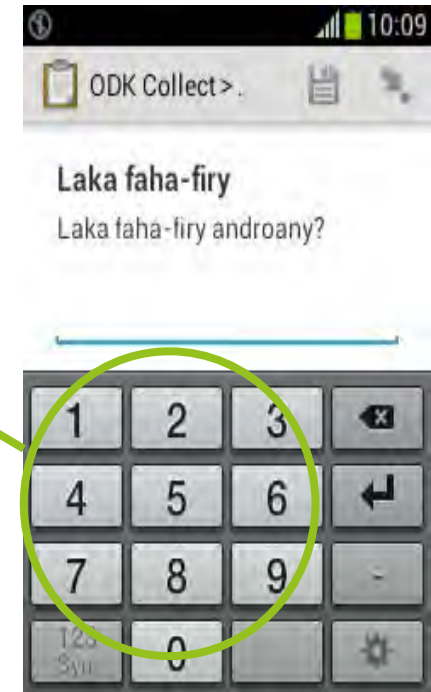 10:09
ODK Collect > .
Laka faha-firy
Laka faha-firy androany?
1 2 3
4 5 6
7 8 9 -
123 0
Sym